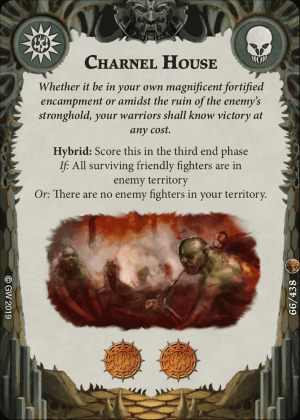 CHARNEL HOUSE
Whether it be in your own magnificent fortified
encampment or amidst the ruin of the enemy's
stronghold, your warriors shall know victory at
any cost.
Hybrid: Score this in the third end phase
If: All surviving friendly fighters are in
enemy territory
Or: There are no enemy fighters in your territory.
© GW 2019
66/438